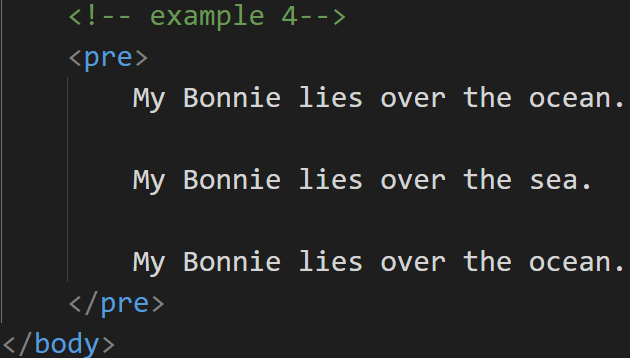 <!-- example 4-->
<pre>
My Bonnie lies over the ocean.
My Bonnie lies over the sea.
My Bonnie lies over the ocean.
</pre>
</body>